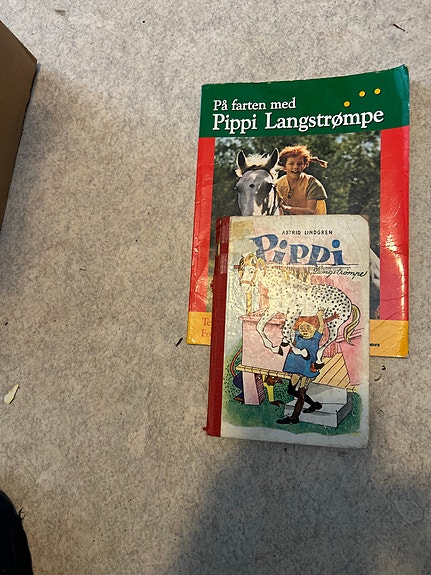 På farten med
Pippi Langstrømpe
ASTRID LINDGREN
Pippi
Langstrømpe